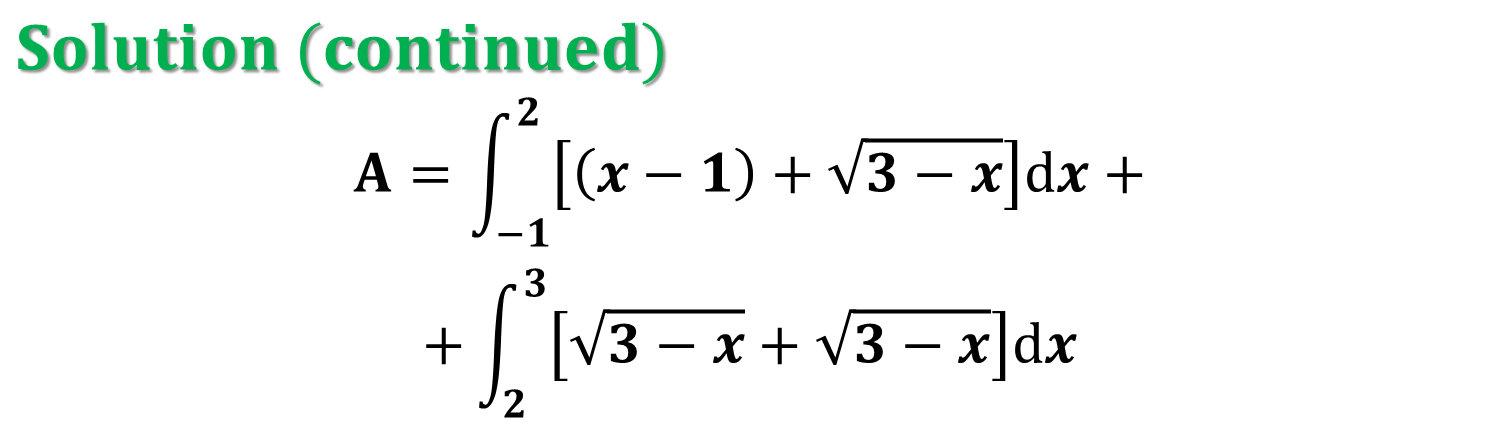 Solution (continued)
A = ∫_{−1}^{2} [(x − 1) + √(3 − x)]dx +
+ ∫_{2}^{3} [√(3 − x) + √(3 − x)]dx